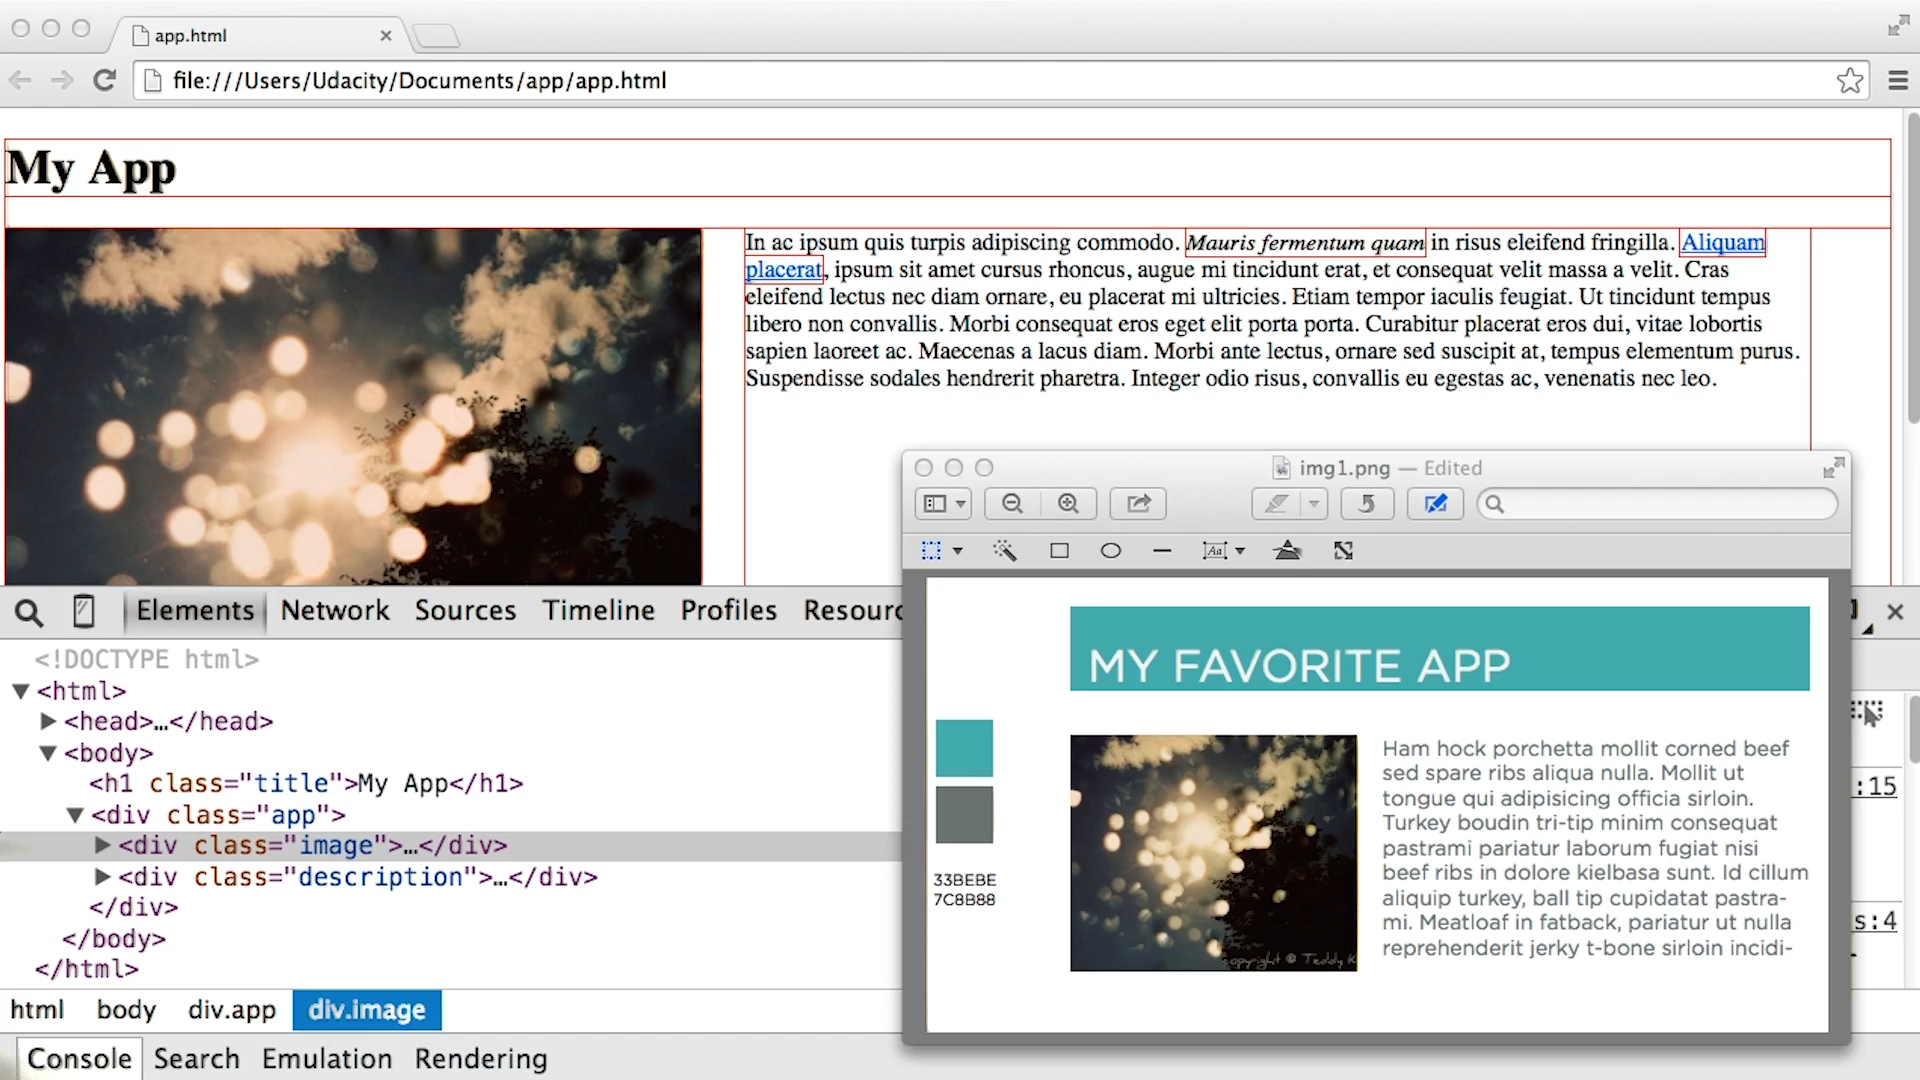 app.html
file:///Users/Udacity/Documents/app/app.html
My App
In ac ipsum quis turpis adipiscing commodo. Mauris fermentum quam in risus eleifend fringilla. Aliquam
placerat, ipsum sit amet cursus rhoncus, augue mi tincidunt erat, et consequat velit massa a velit. Cras
eleifend lectus nec diam ornare, eu placerat mi ultricies. Etiam tempor iaculis feugiat. Ut tincidunt tempus
libero non convallis. Morbi consequat eros eget elit porta porta. Curabitur placerat eros dui, vitae lobortis
sapien laoreet ac. Maecenas a lacus diam. Morbi ante lectus, ornare sed suscipit at, tempus elementum purus.
Suspendisse sodales hendrerit pharetra. Integer odio risus, convallis eu egestas ac, venenatis nec leo.
img1.png — Edited
Aa
MY FAVORITE APP
33BEBE
7C8B88
Ham hock porchetta mollit corned beef
sed spare ribs aliqua nulla. Mollit ut
tongue qui adipisicing officia sirloin.
Turkey boudin tri-tip minim consequat
pastrami pariatur laborum fugiat nisi
beef ribs in dolore kielbasa sunt. Id cillum
aliquip turkey, ball tip cupidatat pastra-
mi. Meatloaf in fatback, pariatur ut nulla
reprehenderit jerky t-bone sirloin incidi-
copyright © Teddy K
Elements Network Sources Timeline Profiles Resourc
<!DOCTYPE html>
<html>
<head>…</head>
<body>
<h1 class="title">My App</h1>
<div class="app">
<div class="image">…</div>
<div class="description">…</div>
</div>
</body>
</html>
:15
s:4
html body div.app div.image
Console Search Emulation Rendering